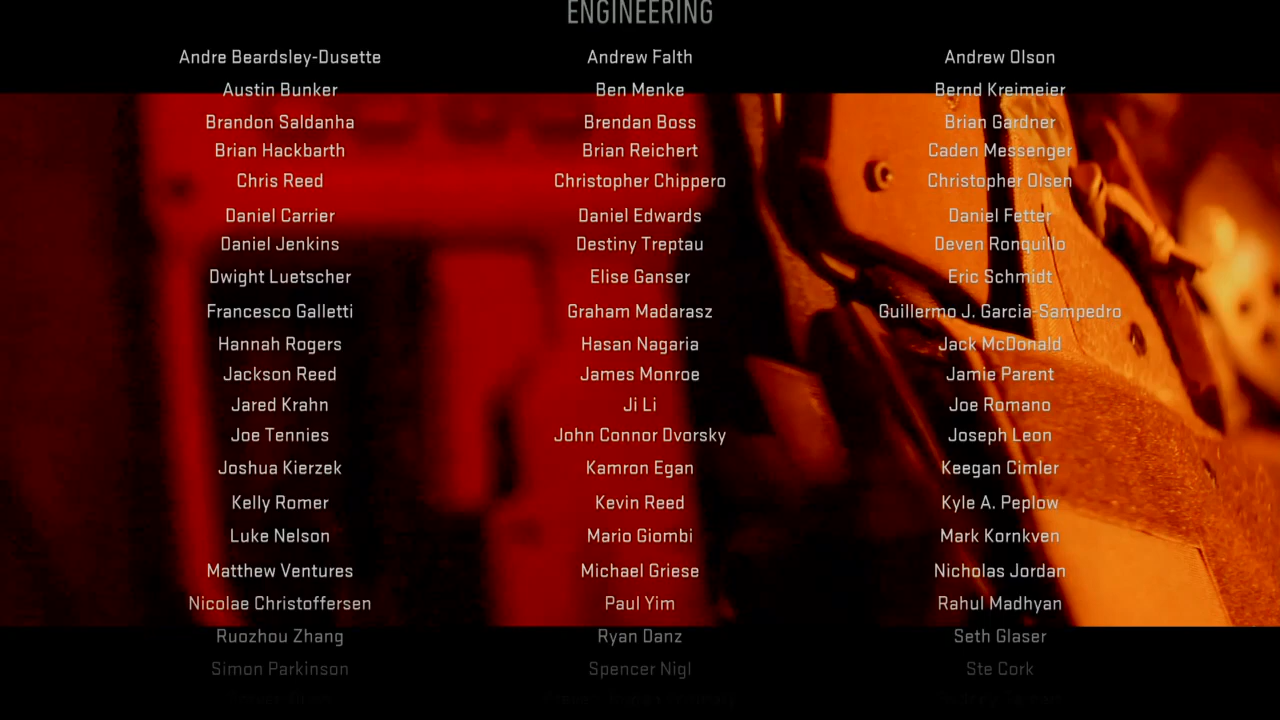 ENGINEERING
Andre Beardsley-Dusette Andrew Falth Andrew Olson
Austin Bunker Ben Menke Bernd Kreimeier
Brandon Saldanha Brendan Boss Brian Gardner
Brian Hackbarth Brian Reichert Caden Messenger
Chris Reed Christopher Chippero Christopher Olsen
Daniel Carrier Daniel Edwards Daniel Fetter
Daniel Jenkins Destiny Treptau Deven Ronquillo
Dwight Luetscher Elise Ganser Eric Schmidt
Francesco Galletti Graham Madarasz Guillermo J. Garcia-Sampedro
Hannah Rogers Hasan Nagaria Jack McDonald
Jackson Reed James Monroe Jamie Parent
Jared Krahn Ji Li Joe Romano
Joe Tennies John Connor Dvorsky Joseph Leon
Joshua Kierzek Kamron Egan Keegan Cimler
Kelly Romer Kevin Reed Kyle A. Peplow
Luke Nelson Mario Giombi Mark Kornkven
Matthew Ventures Michael Griese Nicholas Jordan
Nicolae Christoffersen Paul Yim Rahul Madhyan
Ruozhou Zhang Ryan Danz Seth Glaser
Simon Parkinson Spencer Nigl Ste Cork